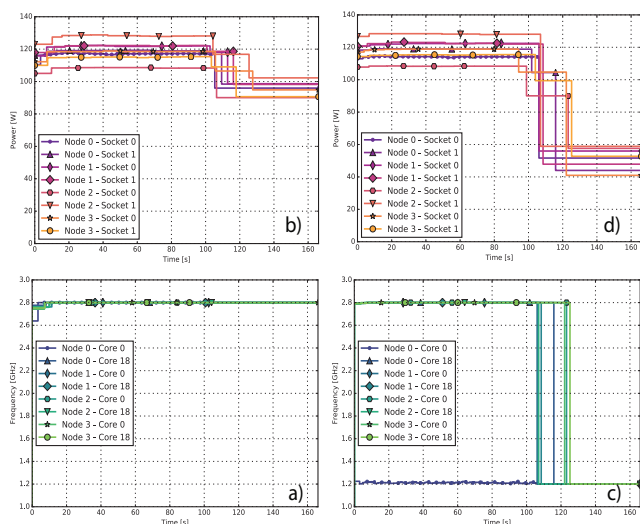 140
120
100
80
60
40
20
0
0 20 40 60 80 100 120 140 160
Power [W]
Time [s]
Node 0 – Socket 0
Node 0 – Socket 1
Node 1 – Socket 0
Node 1 – Socket 1
Node 2 – Socket 0
Node 2 – Socket 1
Node 3 – Socket 0
Node 3 – Socket 1
b)
140
120
100
80
60
40
20
0
0 20 40 60 80 100 120 140 160
Power [W]
Time [s]
Node 0 – Socket 0
Node 0 – Socket 1
Node 1 – Socket 0
Node 1 – Socket 1
Node 2 – Socket 0
Node 2 – Socket 1
Node 3 – Socket 0
Node 3 – Socket 1
d)
3.0
2.8
2.6
2.4
2.2
2.0
1.8
1.6
1.4
1.2
1.0
0 20 40 60 80 100 120 140 160
Frequency [GHz]
Time [s]
Node 0 – Core 0
Node 0 – Core 18
Node 1 – Core 0
Node 1 – Core 18
Node 2 – Core 0
Node 2 – Core 18
Node 3 – Core 0
Node 3 – Core 18
a)
3.0
2.8
2.6
2.4
2.2
2.0
1.8
1.6
1.4
1.2
1.0
0 20 40 60 80 100 120 140 160
Frequency [GHz]
Time [s]
Node 0 – Core 0
Node 0 – Core 18
Node 1 – Core 0
Node 1 – Core 18
Node 2 – Core 0
Node 2 – Core 18
Node 3 – Core 0
Node 3 – Core 18
c)